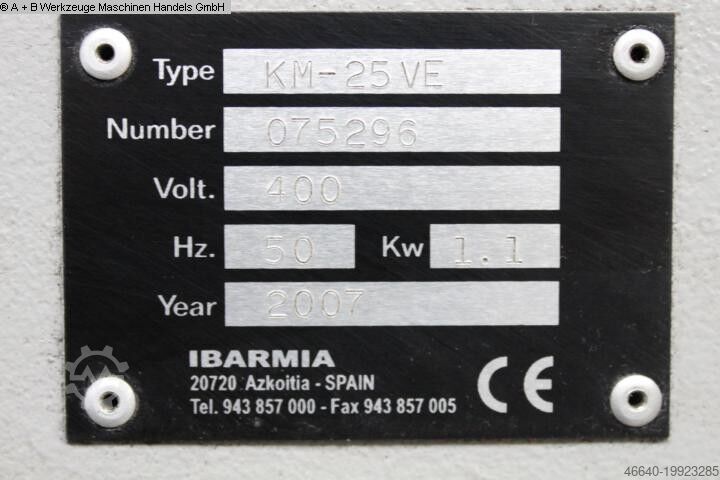 © A + B Werkzeuge Maschinen Handels GmbH
Type KM-25VE
Number 075296
Volt. 400
Hz. 50 Kw 1.1
Year 2007
IBARMIA
20720 Azkoitia - SPAIN
Tel. 943 857 000 - Fax 943 857 005
CE
46640-19923285